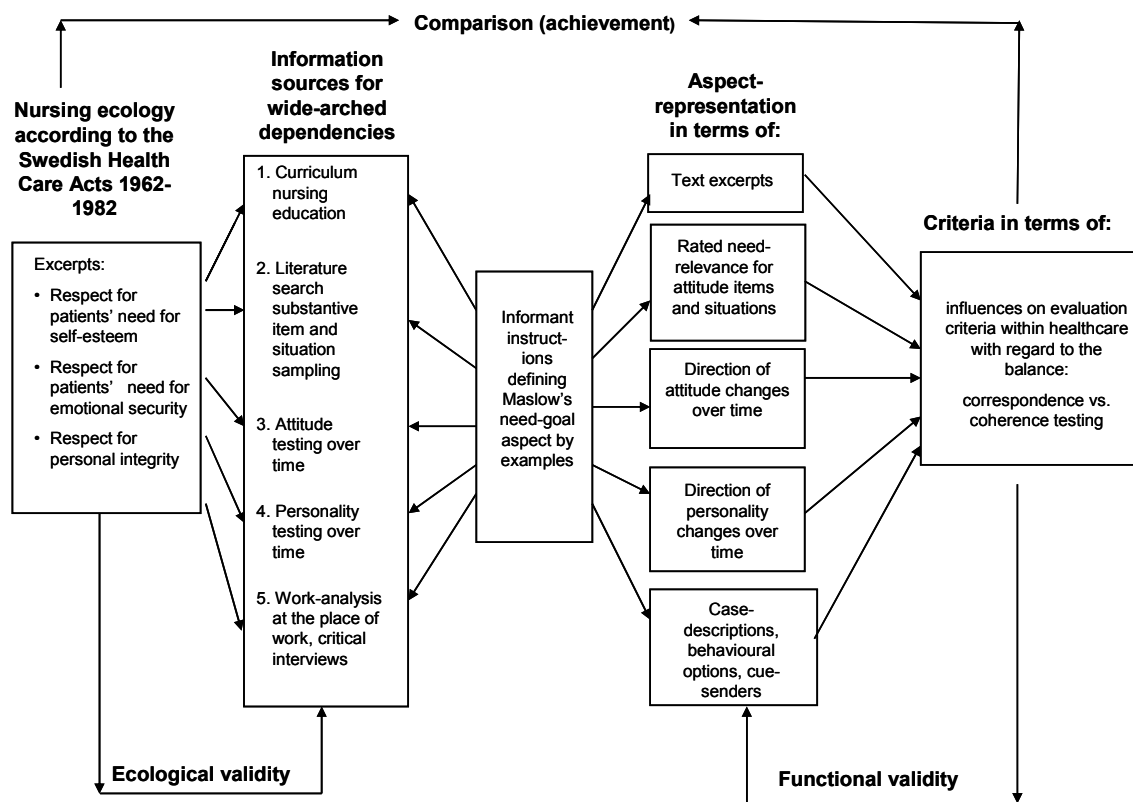 Comparison (achievement)
Nursing ecology
according to the
Swedish Health
Care Acts 1962-
1982
Excerpts:
• Respect for
patients' need for
self-esteem
• Respect for
patients' need for
emotional security
• Respect for
personal integrity
Information
sources for
wide-arched
dependencies
1. Curriculum
nursing
education
2. Literature
search
substantive
item and
situation
sampling
3. Attitude
testing over
time
4. Personality
testing over
time
5. Work-analysis
at the place of
work, critical
interviews
Informant
instruct-
ions
defining
Maslow's
need-goal
aspect by
examples
Aspect-
representation
in terms of:
Text excerpts
Rated need-
relevance for
attitude items
and situations
Direction of
attitude changes
over time
Direction of
personality
changes over
time
Case-
descriptions,
behavioural
options, cue-
senders
Criteria in terms of:
influences on evaluation
criteria within healthcare
with regard to the
balance:
correspondence vs.
coherence testing
Ecological validity
Functional validity